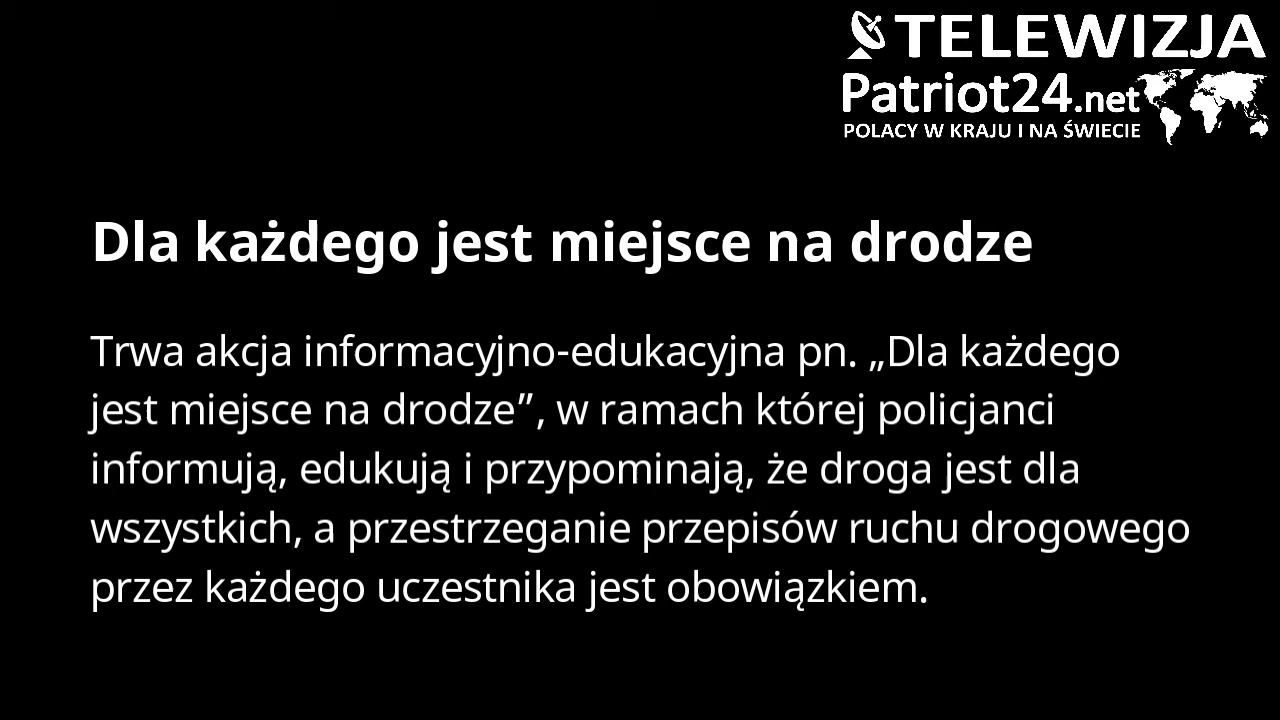 TELEWIZJA
Patriot24.net
POLACY W KRAJU I NA ŚWIECIE
Dla każdego jest miejsce na drodze
Trwa akcja informacyjno-edukacyjna pn. „Dla każdego
jest miejsce na drodze”, w ramach której policjanci
informują, edukują i przypominają, że droga jest dla
wszystkich, a przestrzeganie przepisów ruchu drogowego
przez każdego uczestnika jest obowiązkiem.